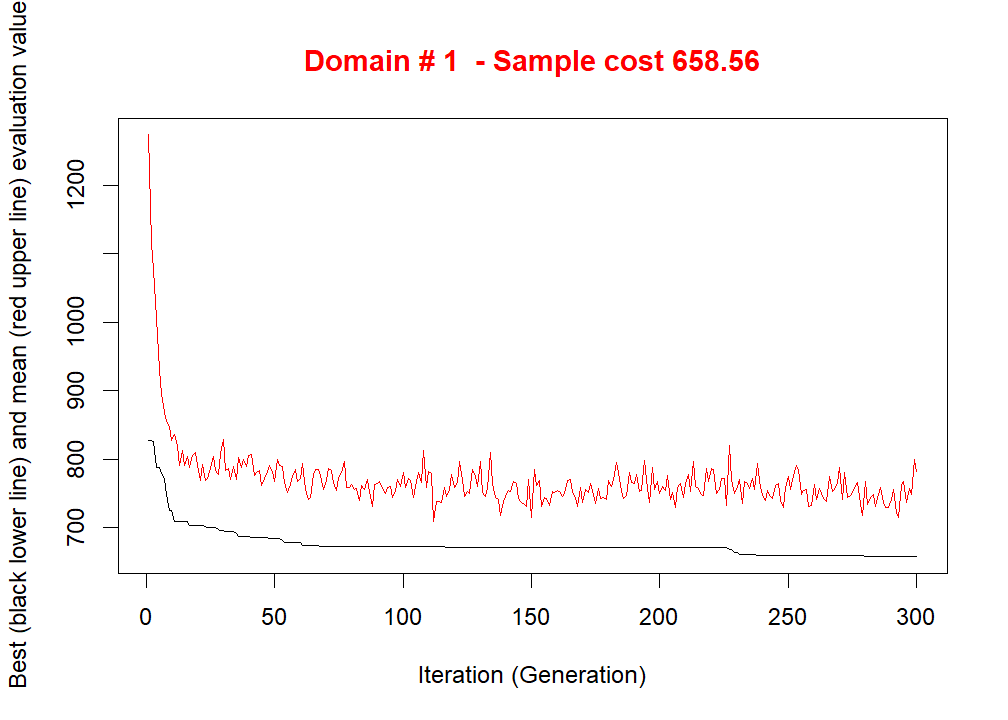 Domain # 1 - Sample cost 658.56
Best (black lower line) and mean (red upper line) evaluation value
1200
1000
900
800
700
0 50 100 150 200 250 300
Iteration (Generation)